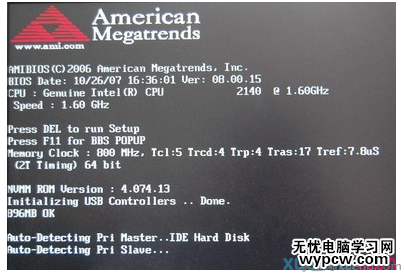 American
Megatrends
www.ami.com
AMIBIOS(C)2006 American Megatrends, Inc.
BIOS Date: 10/26/07 16:36:01 Ver: 08.00.15
CPU : Genuine Intel(R) CPU 2140 @ 1.60GHz
Speed : 1.60 GHz
Press DEL to run Setup
Press F11 for BBS POPUP
Memory Clock : 800 MHz, Tcl:5 Trcd:4 Trp:4 Tras:17 Tref:7.8uS
(2T Timing) 64 bit
NVMM ROM Version : 4.074.13
Initializing USB Controllers .. Done.
896MB OK
Auto-Detecting Pri Master..IDE Hard Disk
Auto-Detecting Pri Slave...
无忧电脑学习网
www.wypcw.com